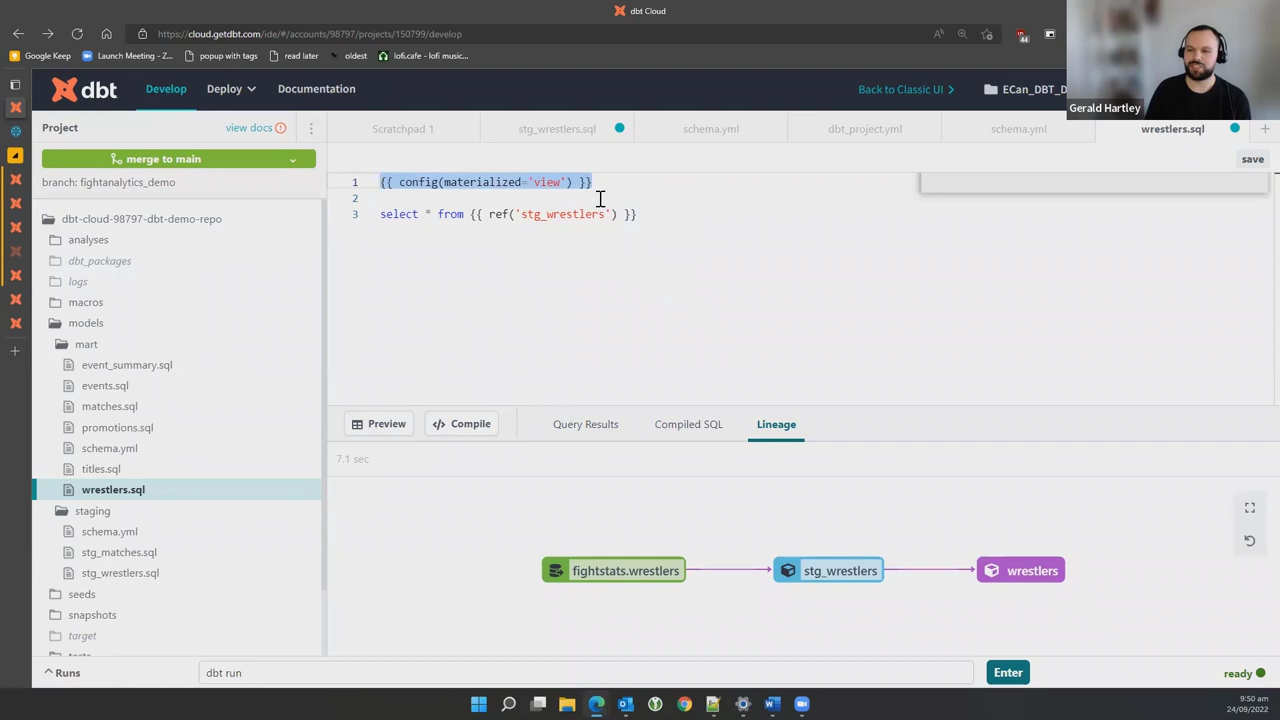 dbt Cloud
https://cloud.getdbt.com/ide/#/accounts/98797/projects/150799/develop
44
Google Keep
Launch Meeting - Z...
popup with tags
read later
oldest
lofi.cafe - lofi music...
dbt
Develop
Deploy
Documentation
Back to Classic UI
ECan_DBT_D
Gerald Hartley
Project
view docs
Scratchpad 1
stg_wrestlers.sql
schema.yml
dbt_project.yml
schema.yml
wrestlers.sql
merge to main
save
branch: fightanalytics_demo
1 {{ config(materialized='view') }}
2
3 select * from {{ ref('stg_wrestlers') }}
dbt-cloud-98797-dbt-demo-repo
analyses
dbt_packages
logs
macros
models
mart
event_summary.sql
events.sql
matches.sql
promotions.sql
schema.yml
titles.sql
wrestlers.sql
staging
schema.yml
stg_matches.sql
stg_wrestlers.sql
seeds
snapshots
target
Preview
Compile
Query Results
Compiled SQL
Lineage
7.1 sec
fightstats.wrestlers
stg_wrestlers
wrestlers
Runs
dbt run
Enter
ready
9:50 am
24/09/2022